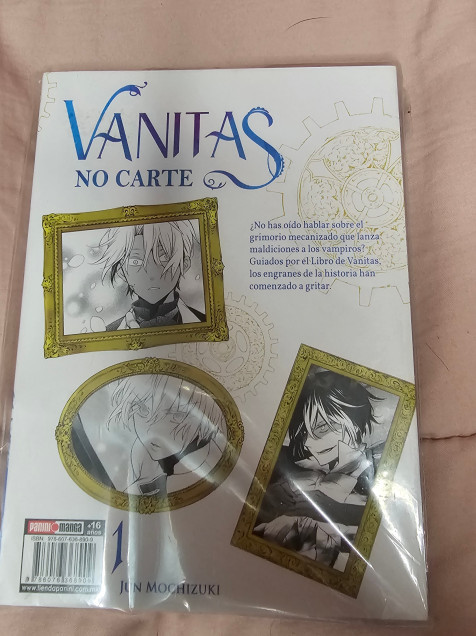 VANITAS
NO CARTE
¿No has oído hablar sobre el
grimorio mecanizado que lanza
maldiciones a los vampiros?
Guiados por el Libro de Vanitas,
los engranes de la historia han
comenzado a gritar.
1
JUN MOCHIZUKI
PANINI MANGA
+16
años
www.tiendapanini.com.mx